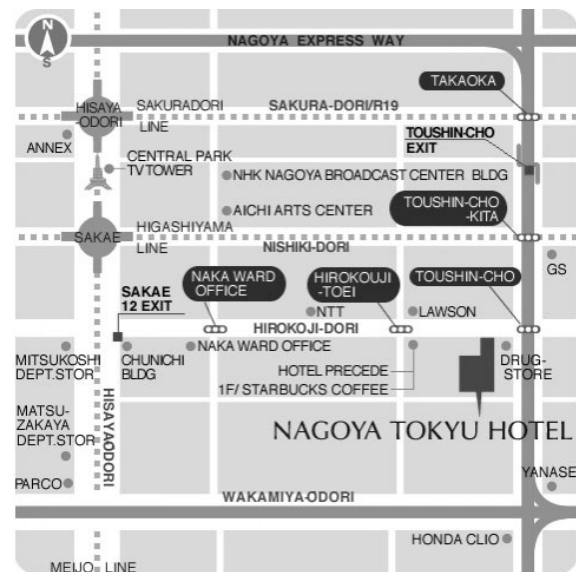 N
S
NAGOYA EXPRESS WAY
TAKAOKA
HISAYA
-ODORI
SAKURADORI
LINE
SAKURA-DORI/R19
ANNEX
TOUSHIN-CHO
EXIT
CENTRAL PARK
TV TOWER
NHK NAGOYA BROADCAST CENTER BLDG
AICHI ARTS CENTER
TOUSHIN-CHO
-KITA
SAKAE
HIGASHIYAMA
LINE
NISHIKI-DORI
GS
SAKAE
12 EXIT
NAKA WARD
OFFICE
HIROKOUJI
-TOEI
TOUSHIN-CHO
NTT
LAWSON
HIROKOJI-DORI
MITSUKOSHI
DEPT.STOR
CHUNICHI
BLDG
NAKA WARD OFFICE
HOTEL PRECEDE
1F/ STARBUCKS COFFEE
DRUG-
STORE
MATSU-
ZAKAYA
DEPT.STOR
HISAYAODORI
NAGOYA TOKYU HOTEL
PARCO
YANASE
WAKAMIYA-ODORI
HONDA CLIO
MEIJO LINE